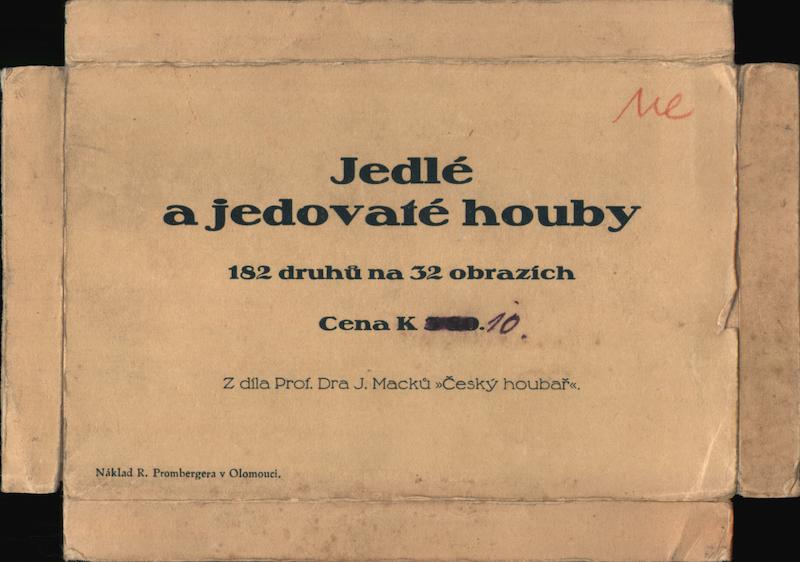 Me
Jedlé
a jedovaté houby
182 druhů na 32 obrazích
Cena K 10.
Z díla Prof. Dra J. Macků »Český houbař«.
Náklad R. Prombergera v Olomouci.